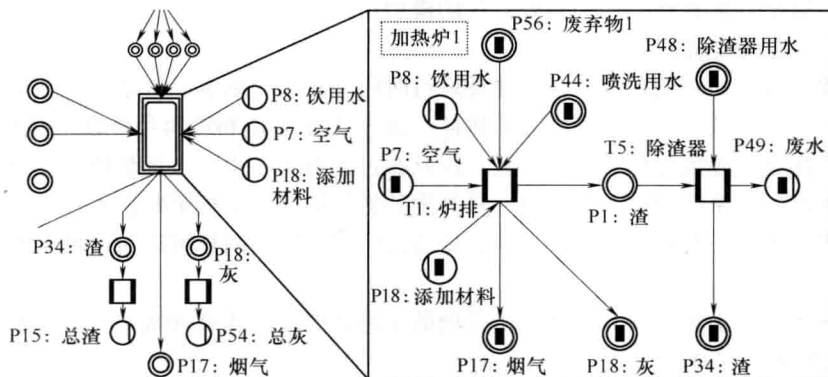 P8: 饮用水
P7: 空气
P18: 添加
材料
P34: 渣
P18:
灰
P15: 总渣
P54: 总灰
P17: 烟气
加热炉1
P56: 废弃物1
P48: 除渣器用水
P8: 饮用水
P44: 喷洗用水
P7: 空气
T5: 除渣器
P49: 废水
T1: 炉排
P1: 渣
P18: 添加材料
P17: 烟气
P18: 灰
P34: 渣